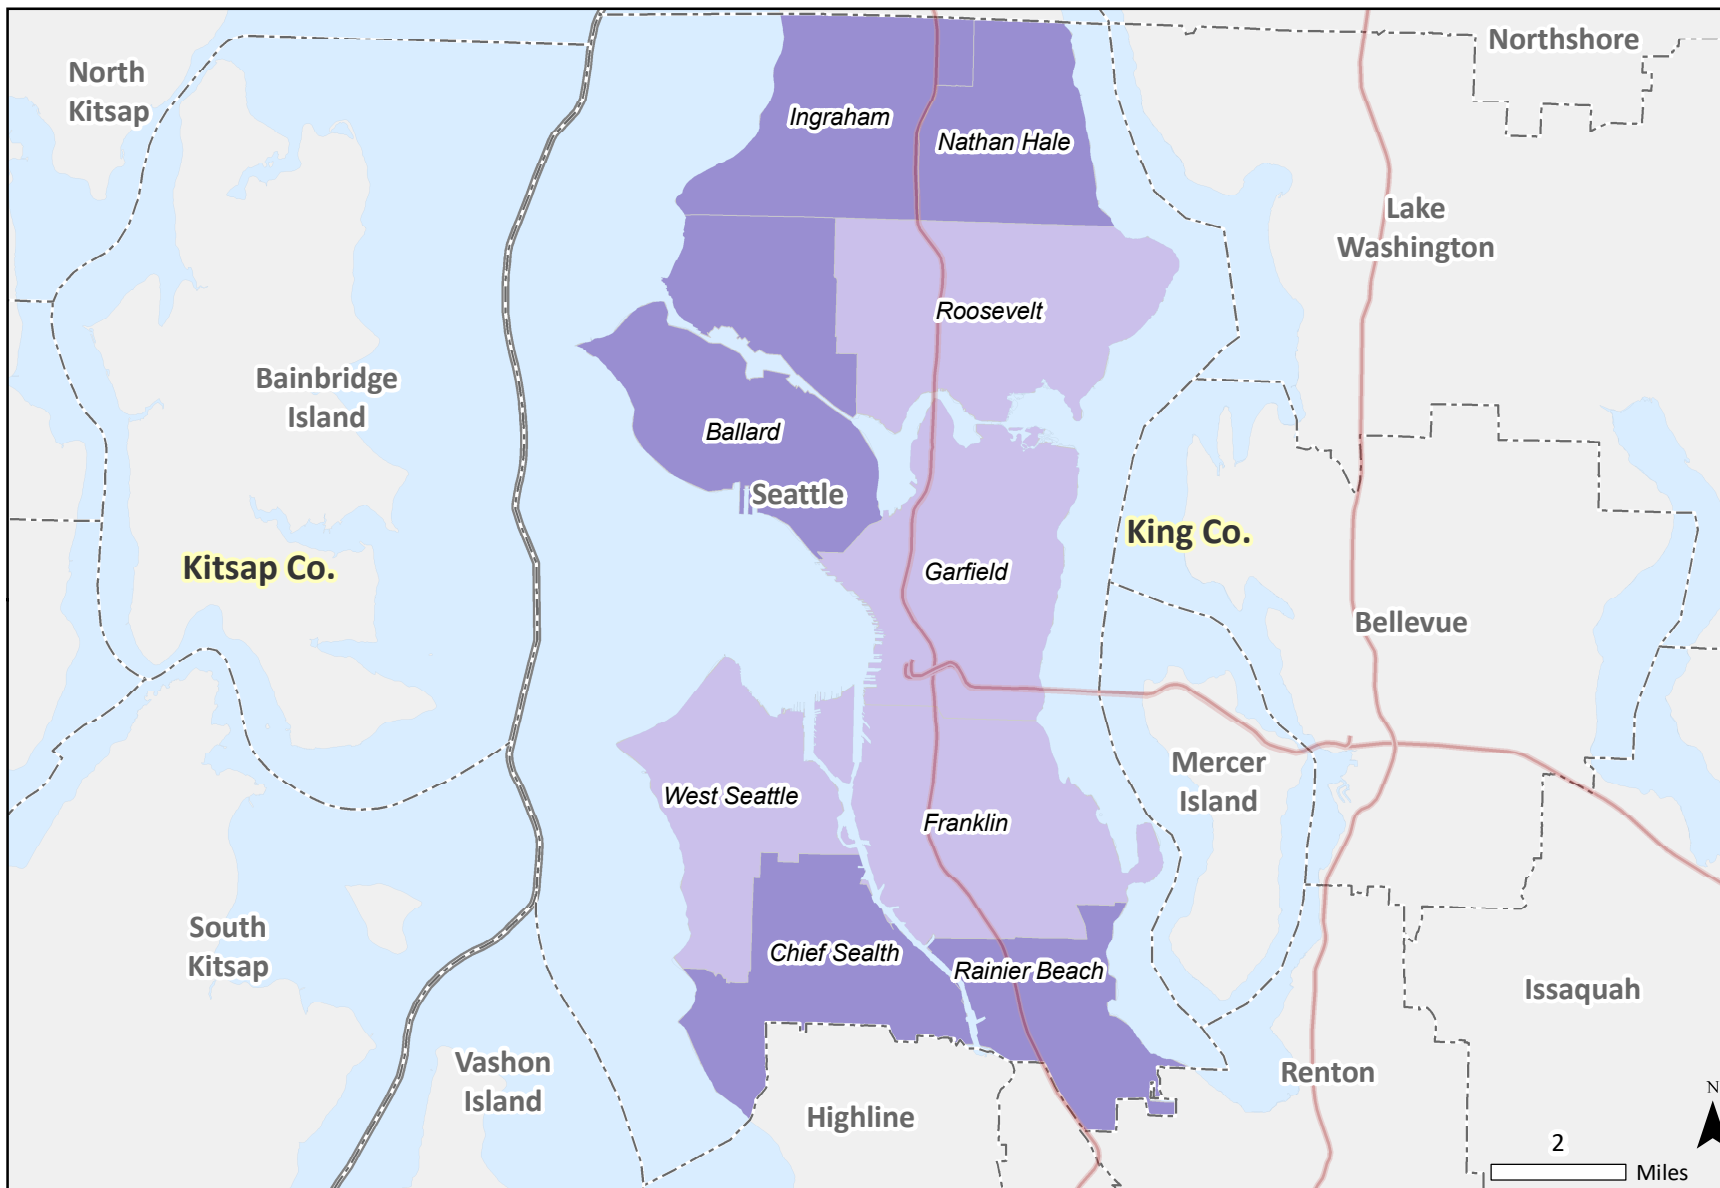 Northshore
North
Kitsap
Ingraham
Nathan Hale
Lake
Washington
Roosevelt
Bainbridge
Island
Ballard
Seattle
King Co.
Kitsap Co.
Garfield
Bellevue
Mercer
Island
West Seattle
Franklin
South
Kitsap
Chief Sealth
Rainier Beach
Issaquah
Vashon
Island
Renton
Highline
N
2
Miles